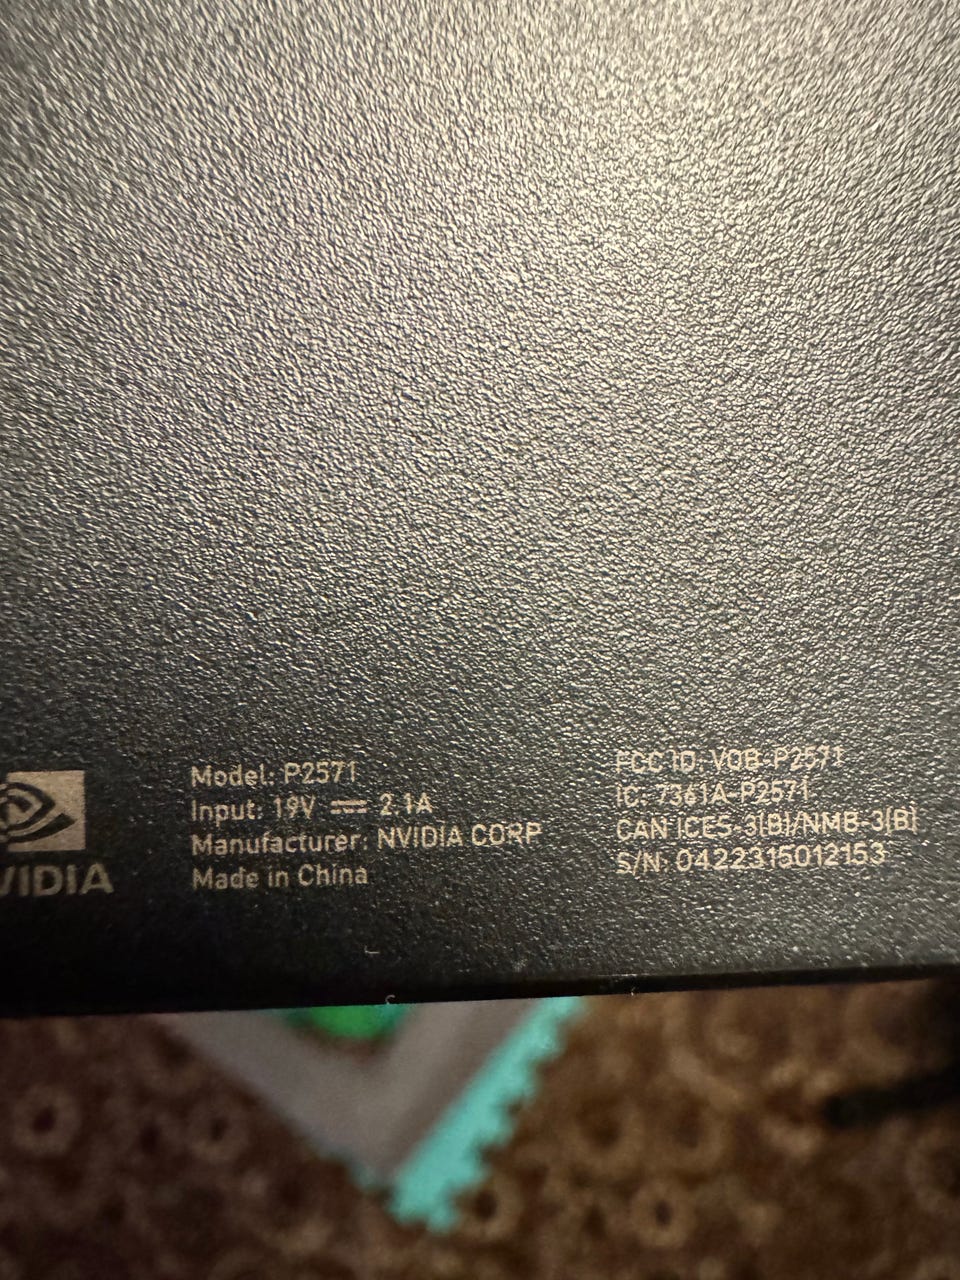 VIDIA
Model: P2571
Input: 19V ⎓ 2.1A
Manufacturer: NVIDIA CORP
Made in China
FCC ID: VOB-P2571
IC: 7361A-P2571
CAN ICES-3(B)/NMB-3(B)
S/N: 0422315012153